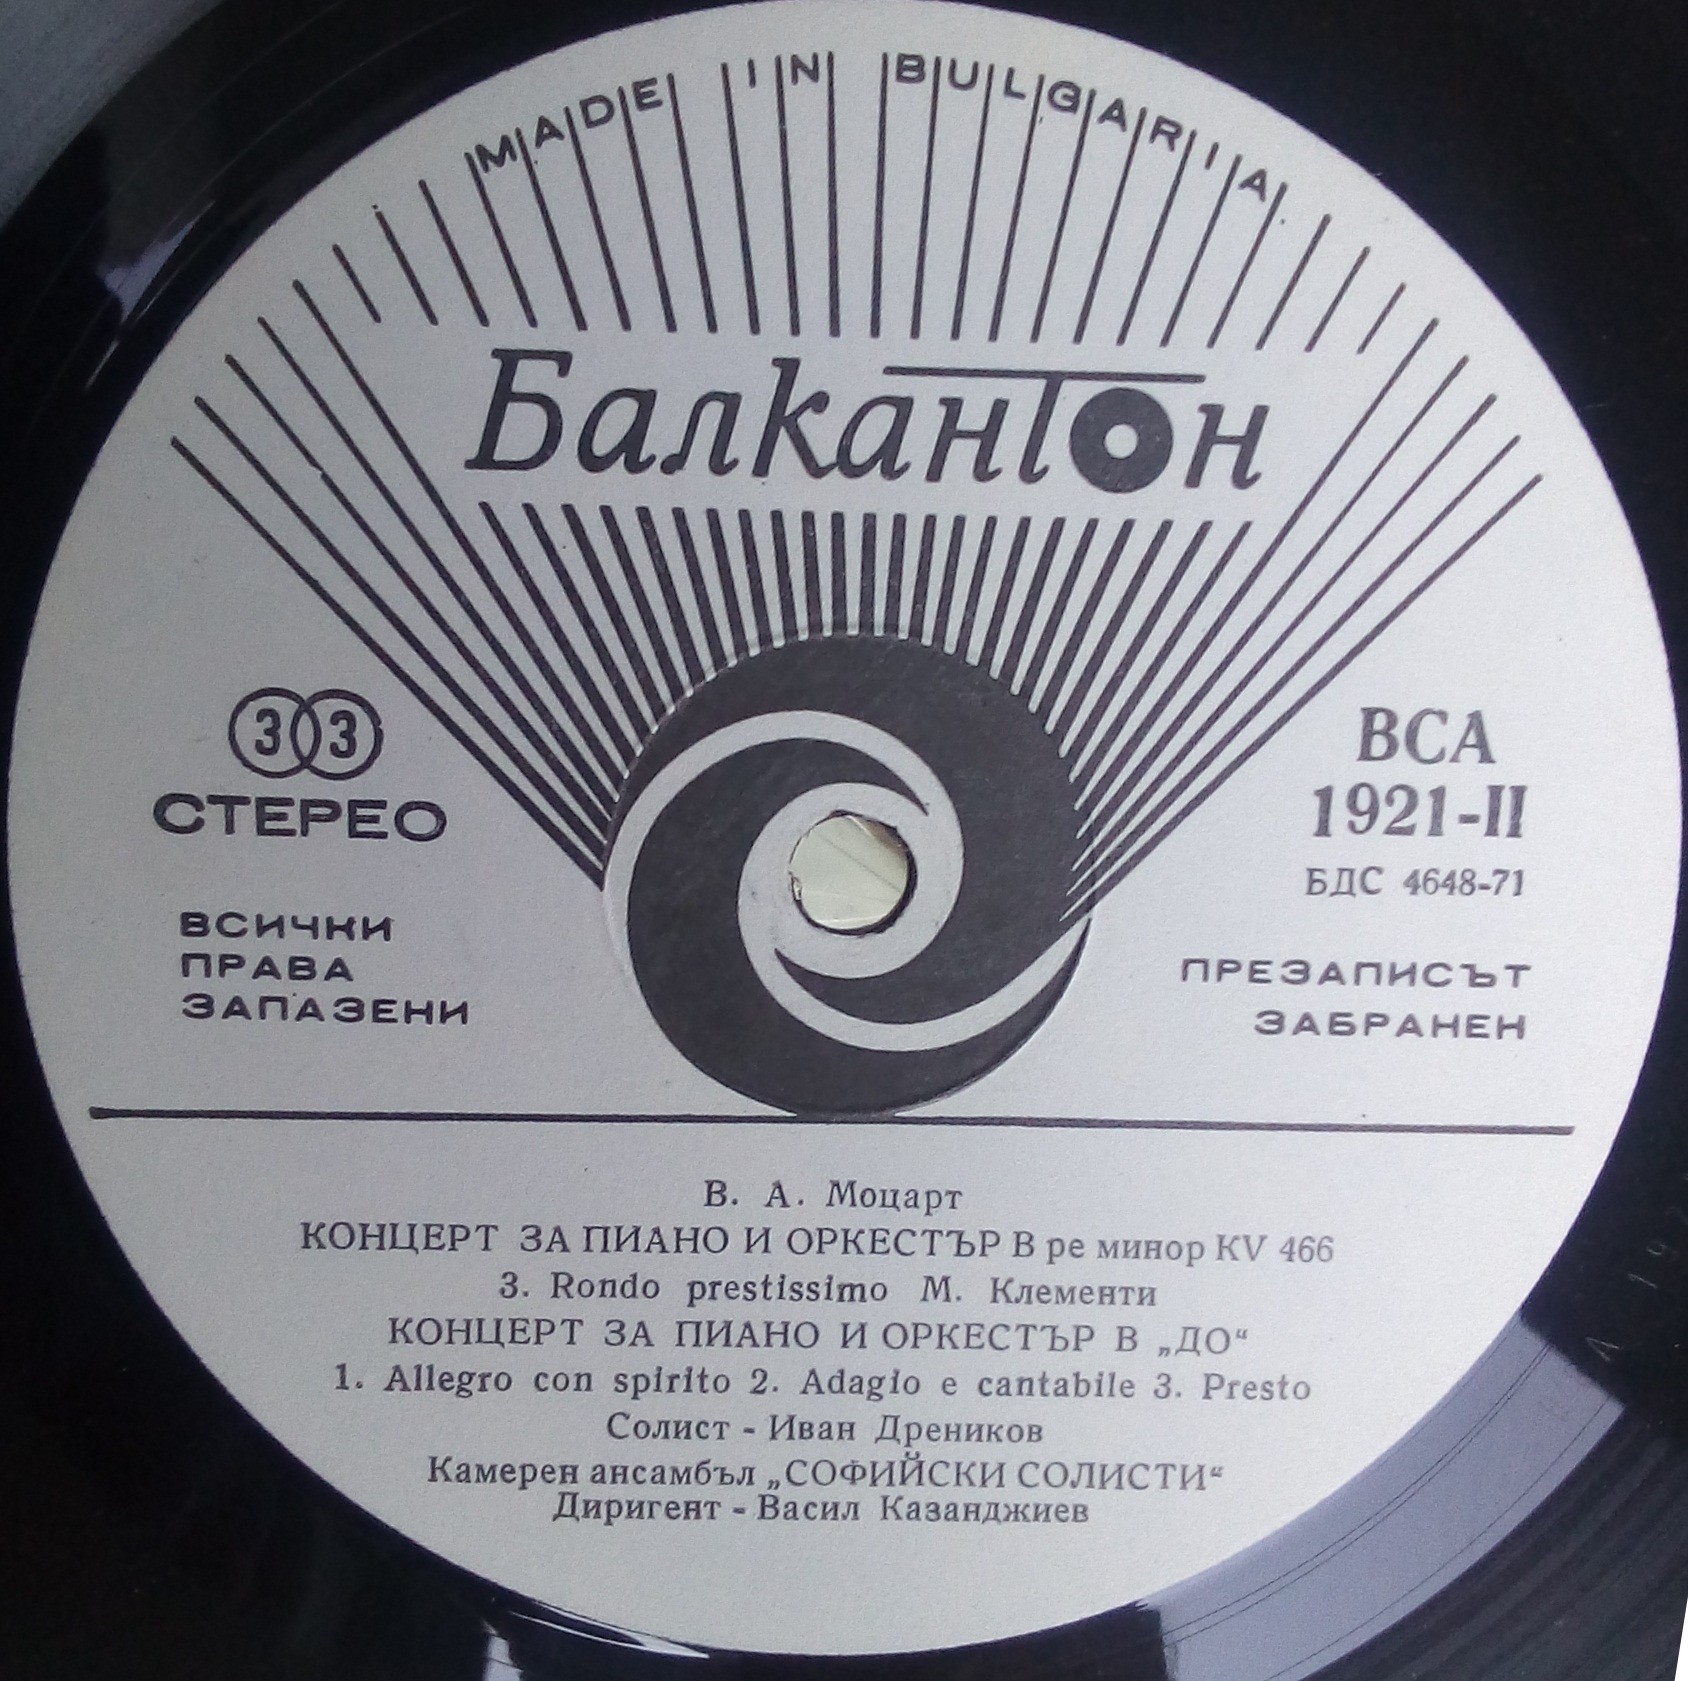 MADE IN BULGARIA
Балкантон
33
СТЕРЕО
ВСИЧКИ
ПРАВА
ЗАПАЗЕНИ
ВСА
1921-II
БДС 4648-71
ПРЕЗАПИСЪТ
ЗАБРАНЕН
В. А. Моцарт
КОНЦЕРТ ЗА ПИАНО И ОРКЕСТЪР В ре минор KV 466
3. Rondo prestissimo М. Клементи
КОНЦЕРТ ЗА ПИАНО И ОРКЕСТЪР В „ДО“
1. Allegro con spirito 2. Adagio e cantabile 3. Presto
Солист - Иван Дреников
Камерен ансамбъл „СОФИЙСКИ СОЛИСТИ“
Диригент - Васил Казанджиев